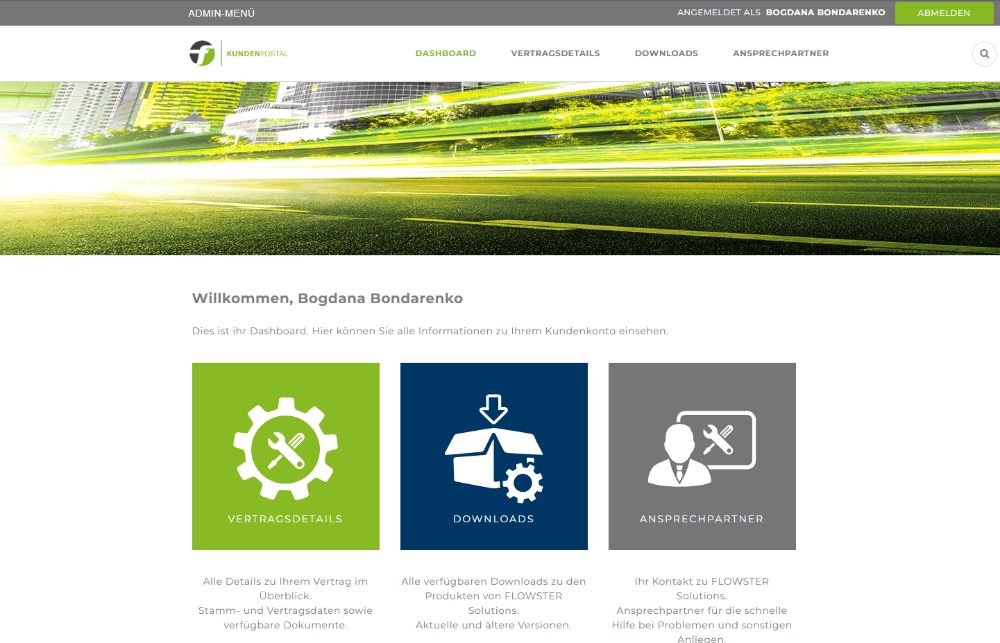 ADMIN-MENÜ
ANGEMELDET ALS BOGDANA BONDARENKO
ABMELDEN
KUNDENPORTAL
DASHBOARD
VERTRAGSDETAILS
DOWNLOADS
ANSPRECHPARTNER
Willkommen, Bogdana Bondarenko
Dies ist ihr Dashboard. Hier können Sie alle Informationen zu Ihrem Kundenkonto einsehen.
VERTRAGSDETAILS
DOWNLOADS
ANSPRECHPARTNER
Alle Details zu Ihrem Vertrag im
Überblick.
Stamm- und Vertragsdaten sowie
verfügbare Dokumente.
Alle verfügbaren Downloads zu den
Produkten von FLOWSTER
Solutions.
Aktuelle und ältere Versionen.
Ihr Kontakt zu FLOWSTER
Solutions.
Ansprechpartner für die schnelle
Hilfe bei Problemen und sonstigen
Anliegen.